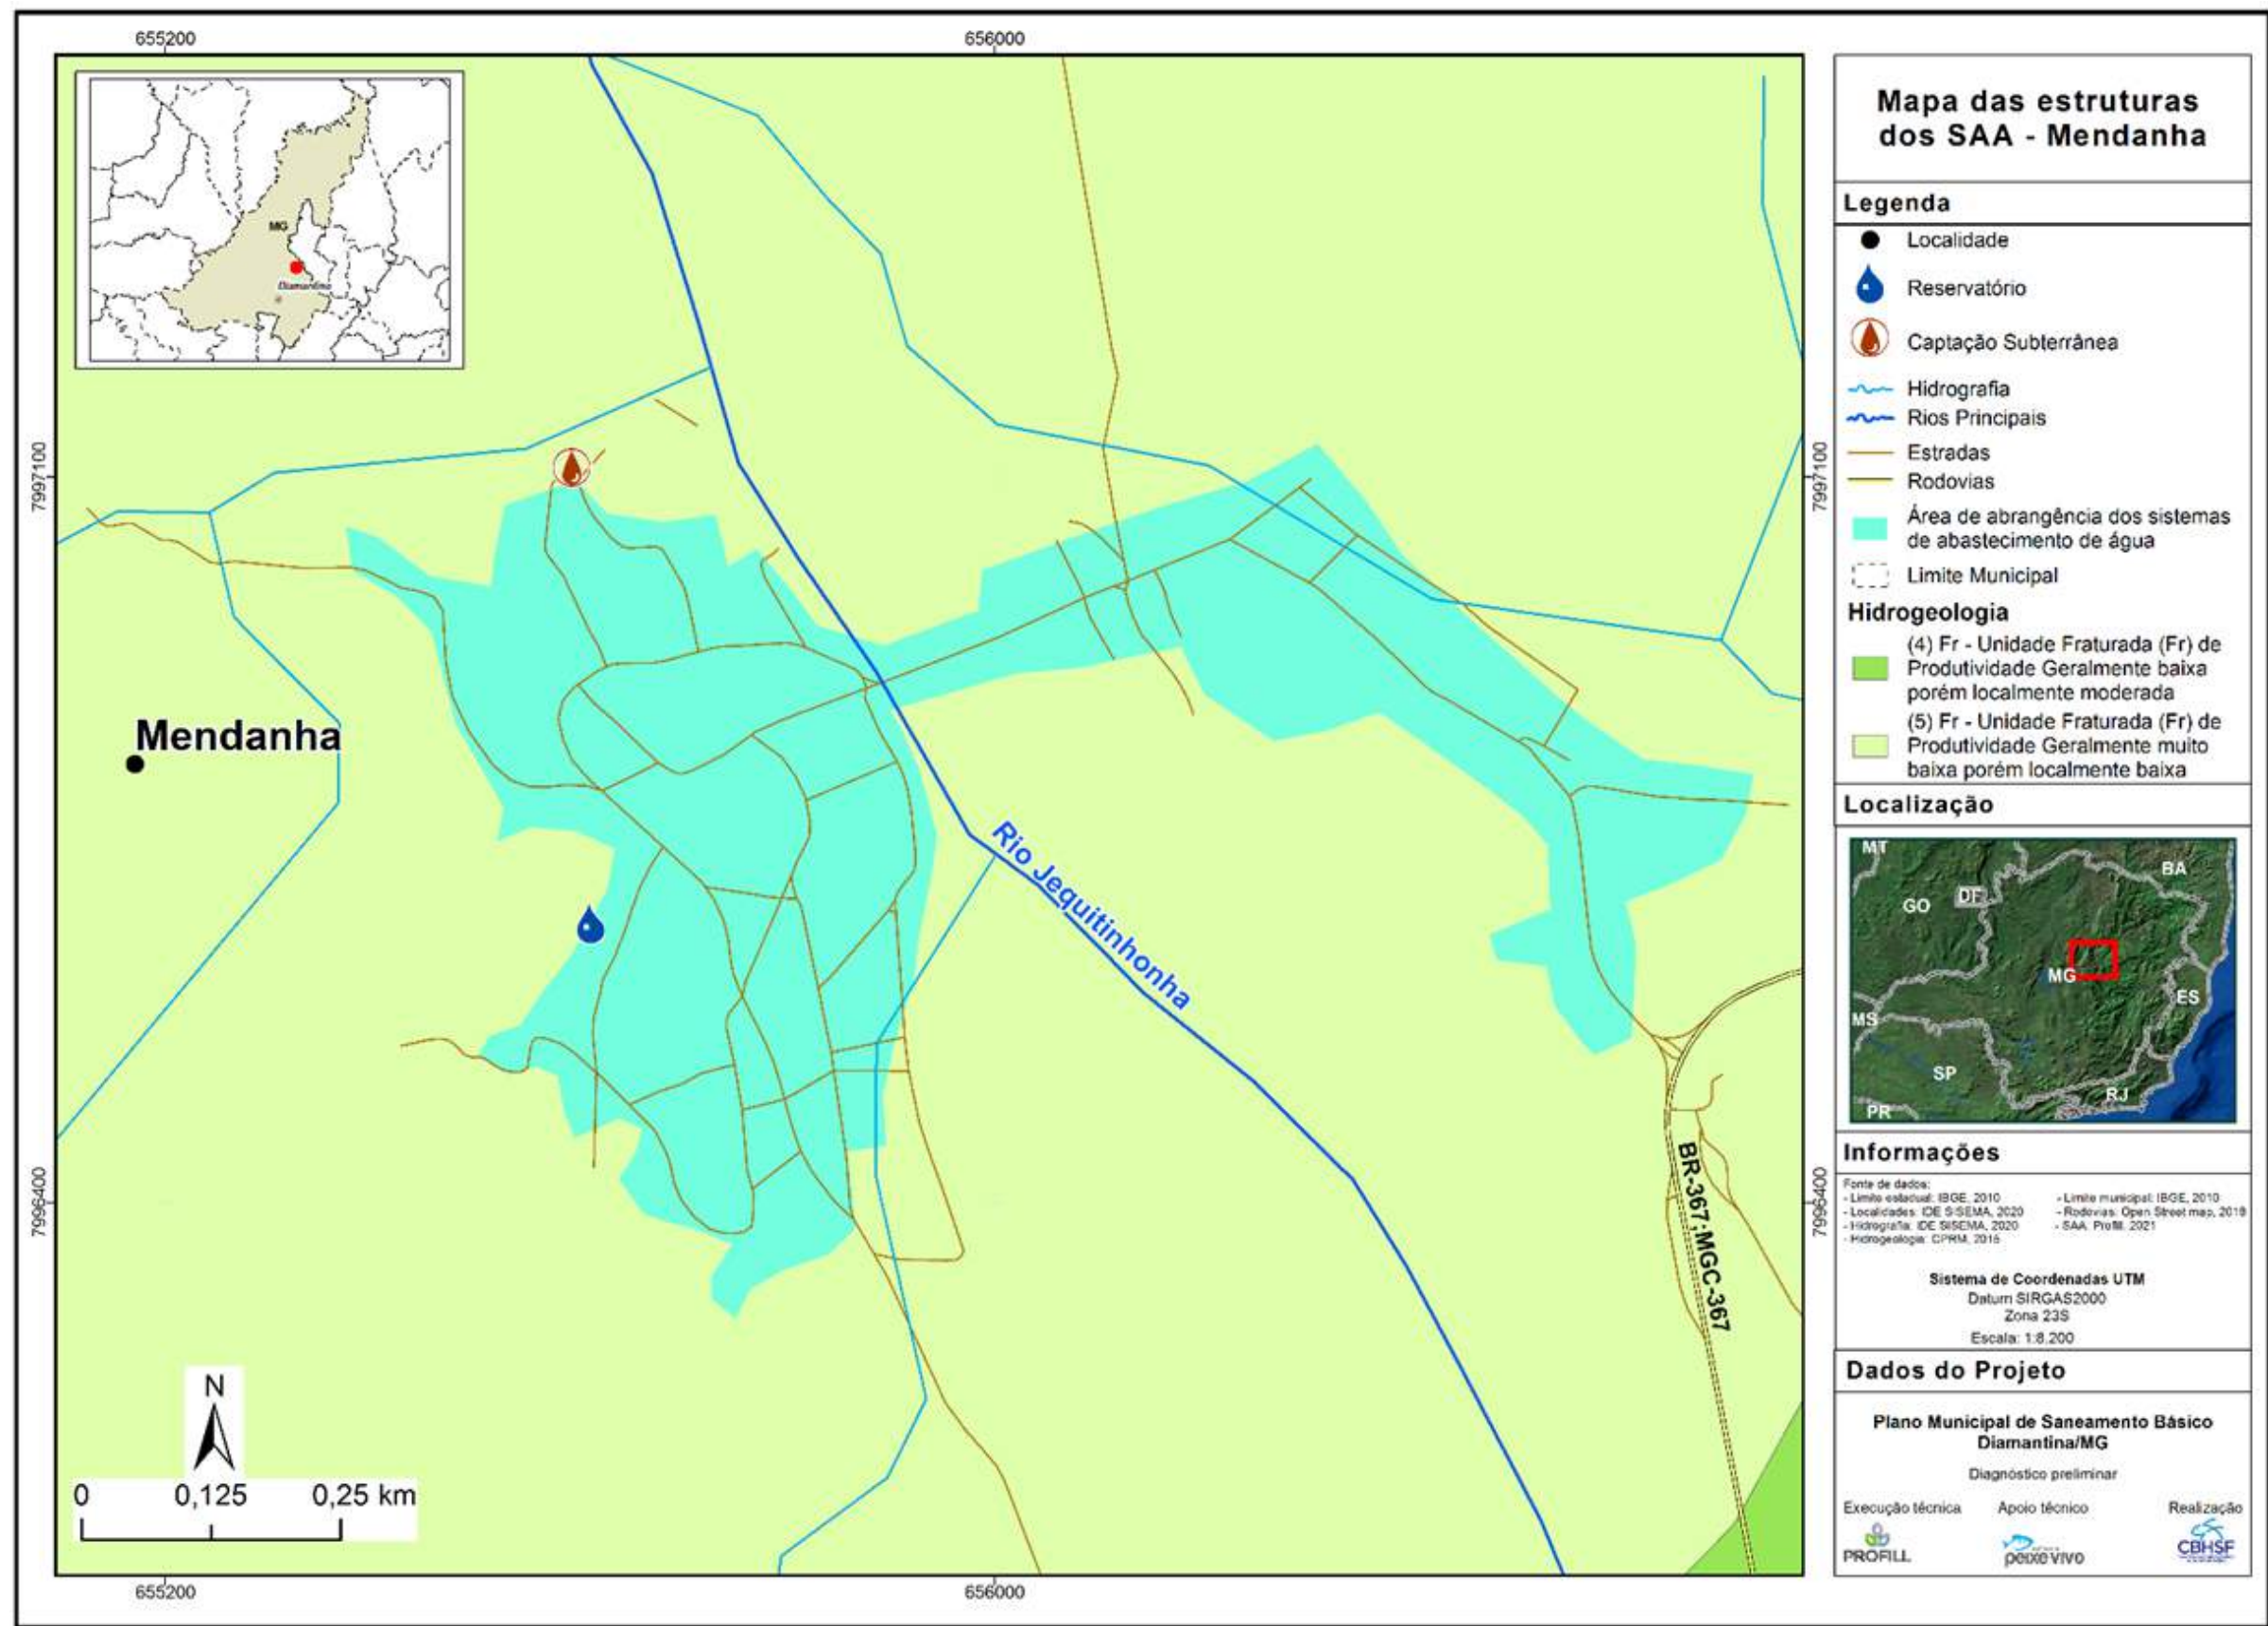 655200
656000
MG
Diamantina
7997100
7997100
Mendanha
Rio Jequitinhonha
BR-367;MGC-367
7996400
7996400
N
0
0,125
0,25 km
655200
656000
Mapa das estruturas
dos SAA - Mendanha
Legenda
Localidade
Reservatório
Captação Subterrânea
Hidrografia
Rios Principais
Estradas
Rodovias
Área de abrangência dos sistemas
de abastecimento de água
Limite Municipal
Hidrogeologia
(4) Fr - Unidade Fraturada (Fr) de
Produtividade Geralmente baixa
porém localmente moderada
(5) Fr - Unidade Fraturada (Fr) de
Produtividade Geralmente muito
baixa porém localmente baixa
Localização
MT
BA
DF
GO
MG
ES
MS
SP
RJ
PR
Informações
Fonte de dados:
- Limite estadual: IBGE, 2010
- Limite municipal: IBGE, 2010
- Localidades: IDE SISEMA, 2020
- Rodovias: Open Street map, 2019
- Hidrografia: IDE SISEMA, 2020
- SAA: Profill, 2021
- Hidrogeologia: CPRM, 2015
Sistema de Coordenadas UTM
Datum SIRGAS2000
Zona 23S
Escala: 1:8.200
Dados do Projeto
Plano Municipal de Saneamento Básico
Diamantina/MG
Diagnóstico preliminar
Execução técnica
Apoio técnico
Realização
PROFILL
peixe vivo
CBHSF